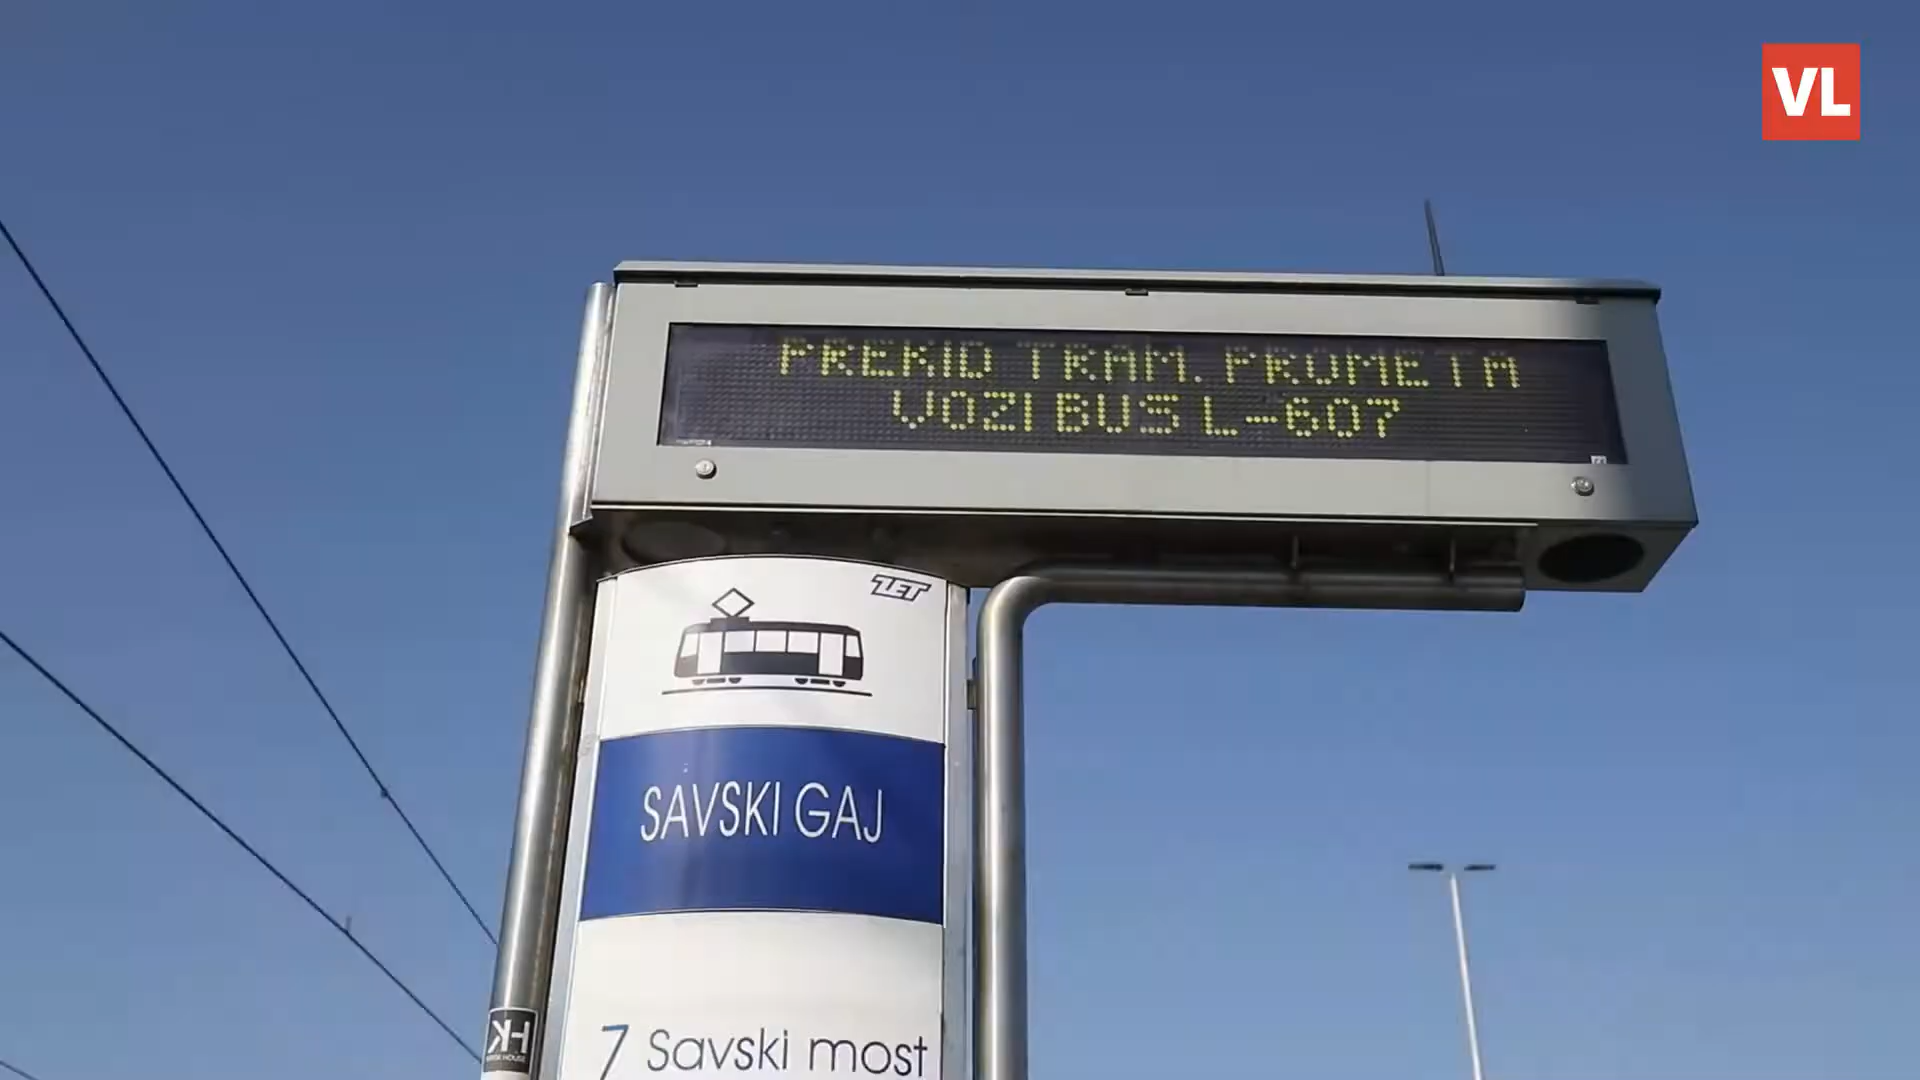 VL
PREKID TRAM. PROMETA
VOZI BUS L-607
ZET
SAVSKI GAJ
7 Savski most